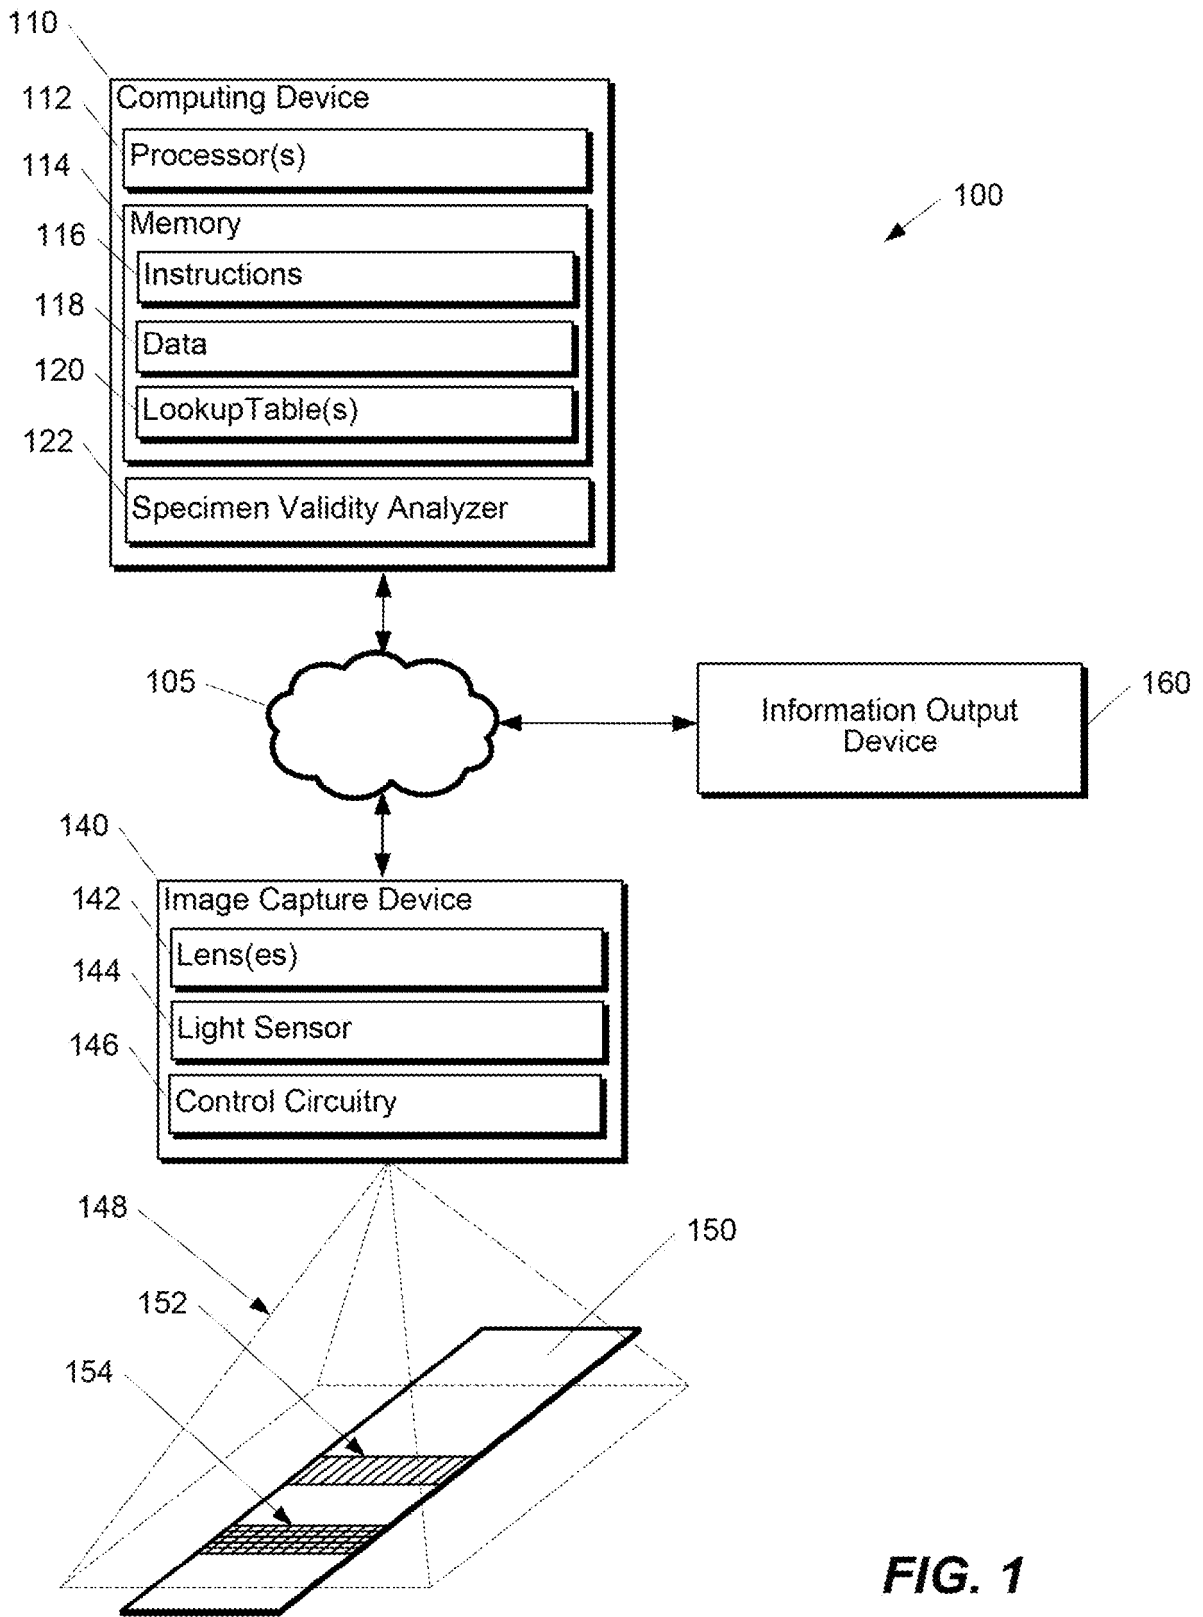 110
Computing Device
112
Processor(s)
114
Memory
100
116
Instructions
118
Data
120
LookupTable(s)
122
Specimen Validity Analyzer
105
160
Information Output
Device
140
Image Capture Device
142
Lens(es)
144
Light Sensor
146
Control Circuitry
148
150
152
154
FIG. 1